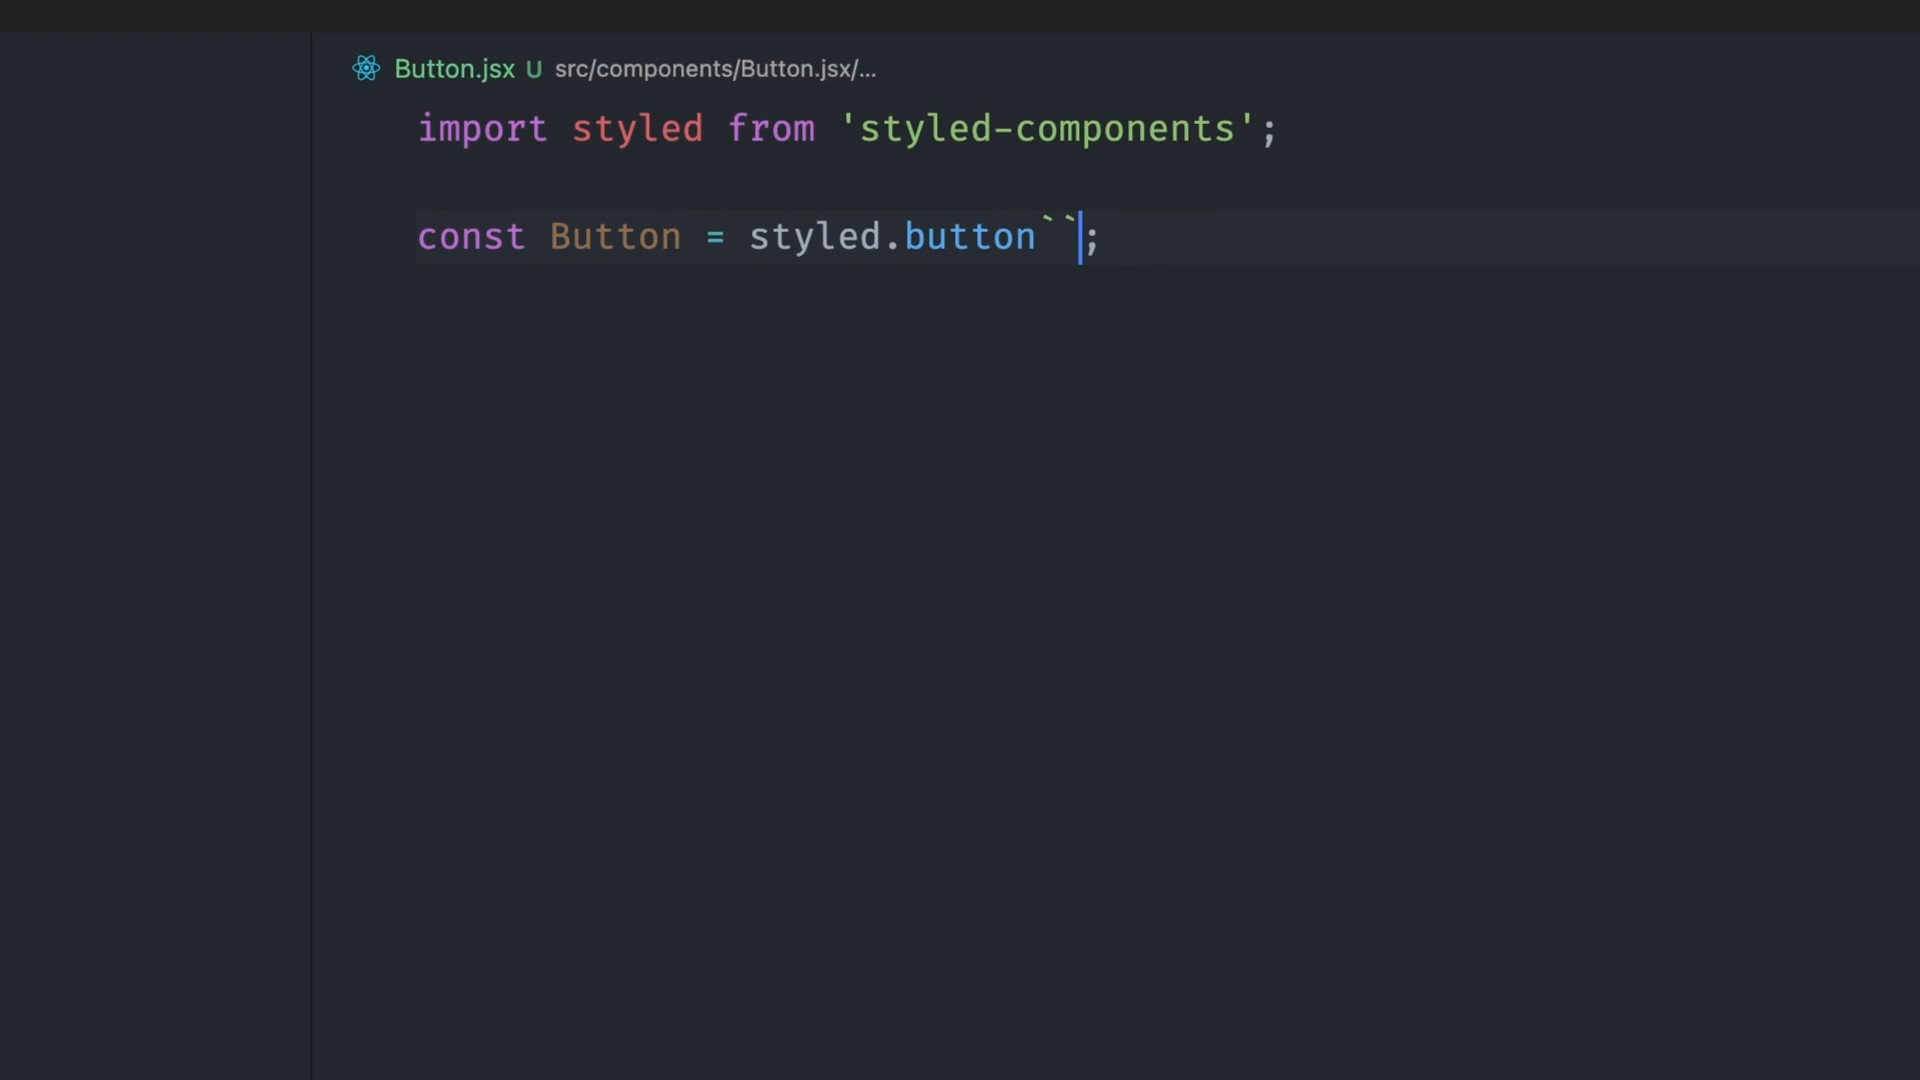 Button.jsx U src/components/Button.jsx/...
import styled from 'styled-components';
const Button = styled.button``;